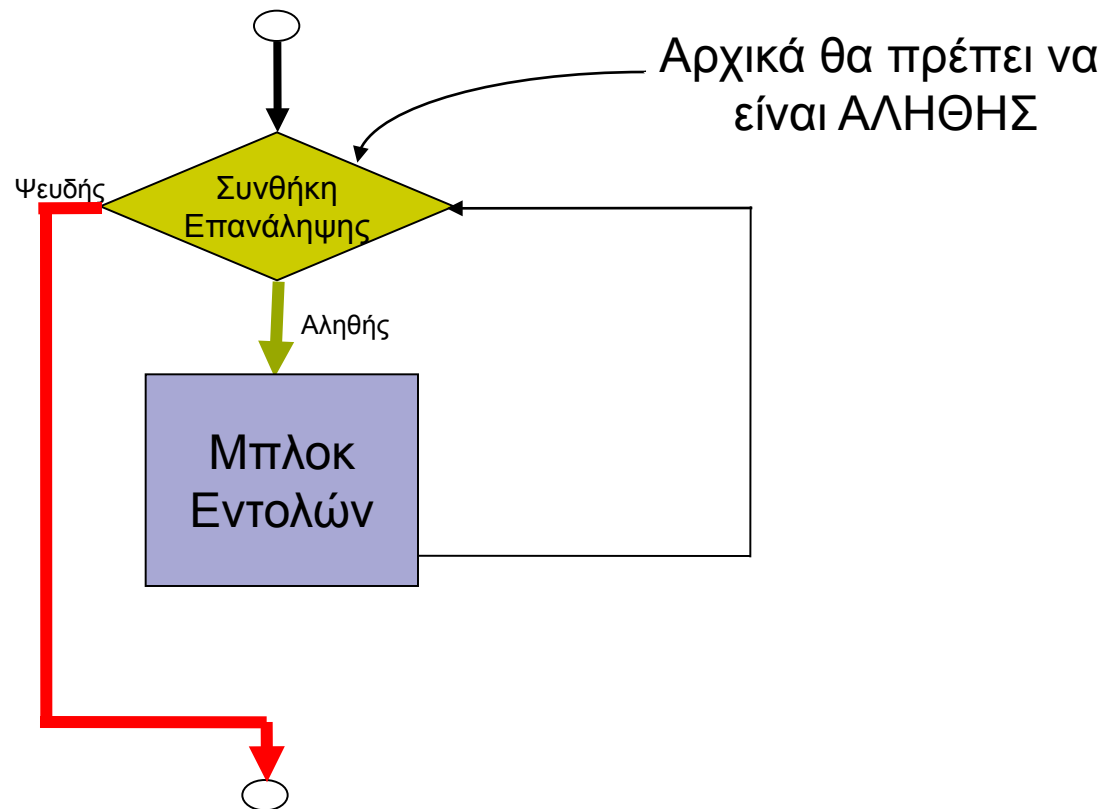 Αρχικά θα πρέπει να
είναι ΑΛΗΘΗΣ
Ψευδής
Συνθήκη
Επανάληψης
Αληθής
Μπλοκ
Εντολών